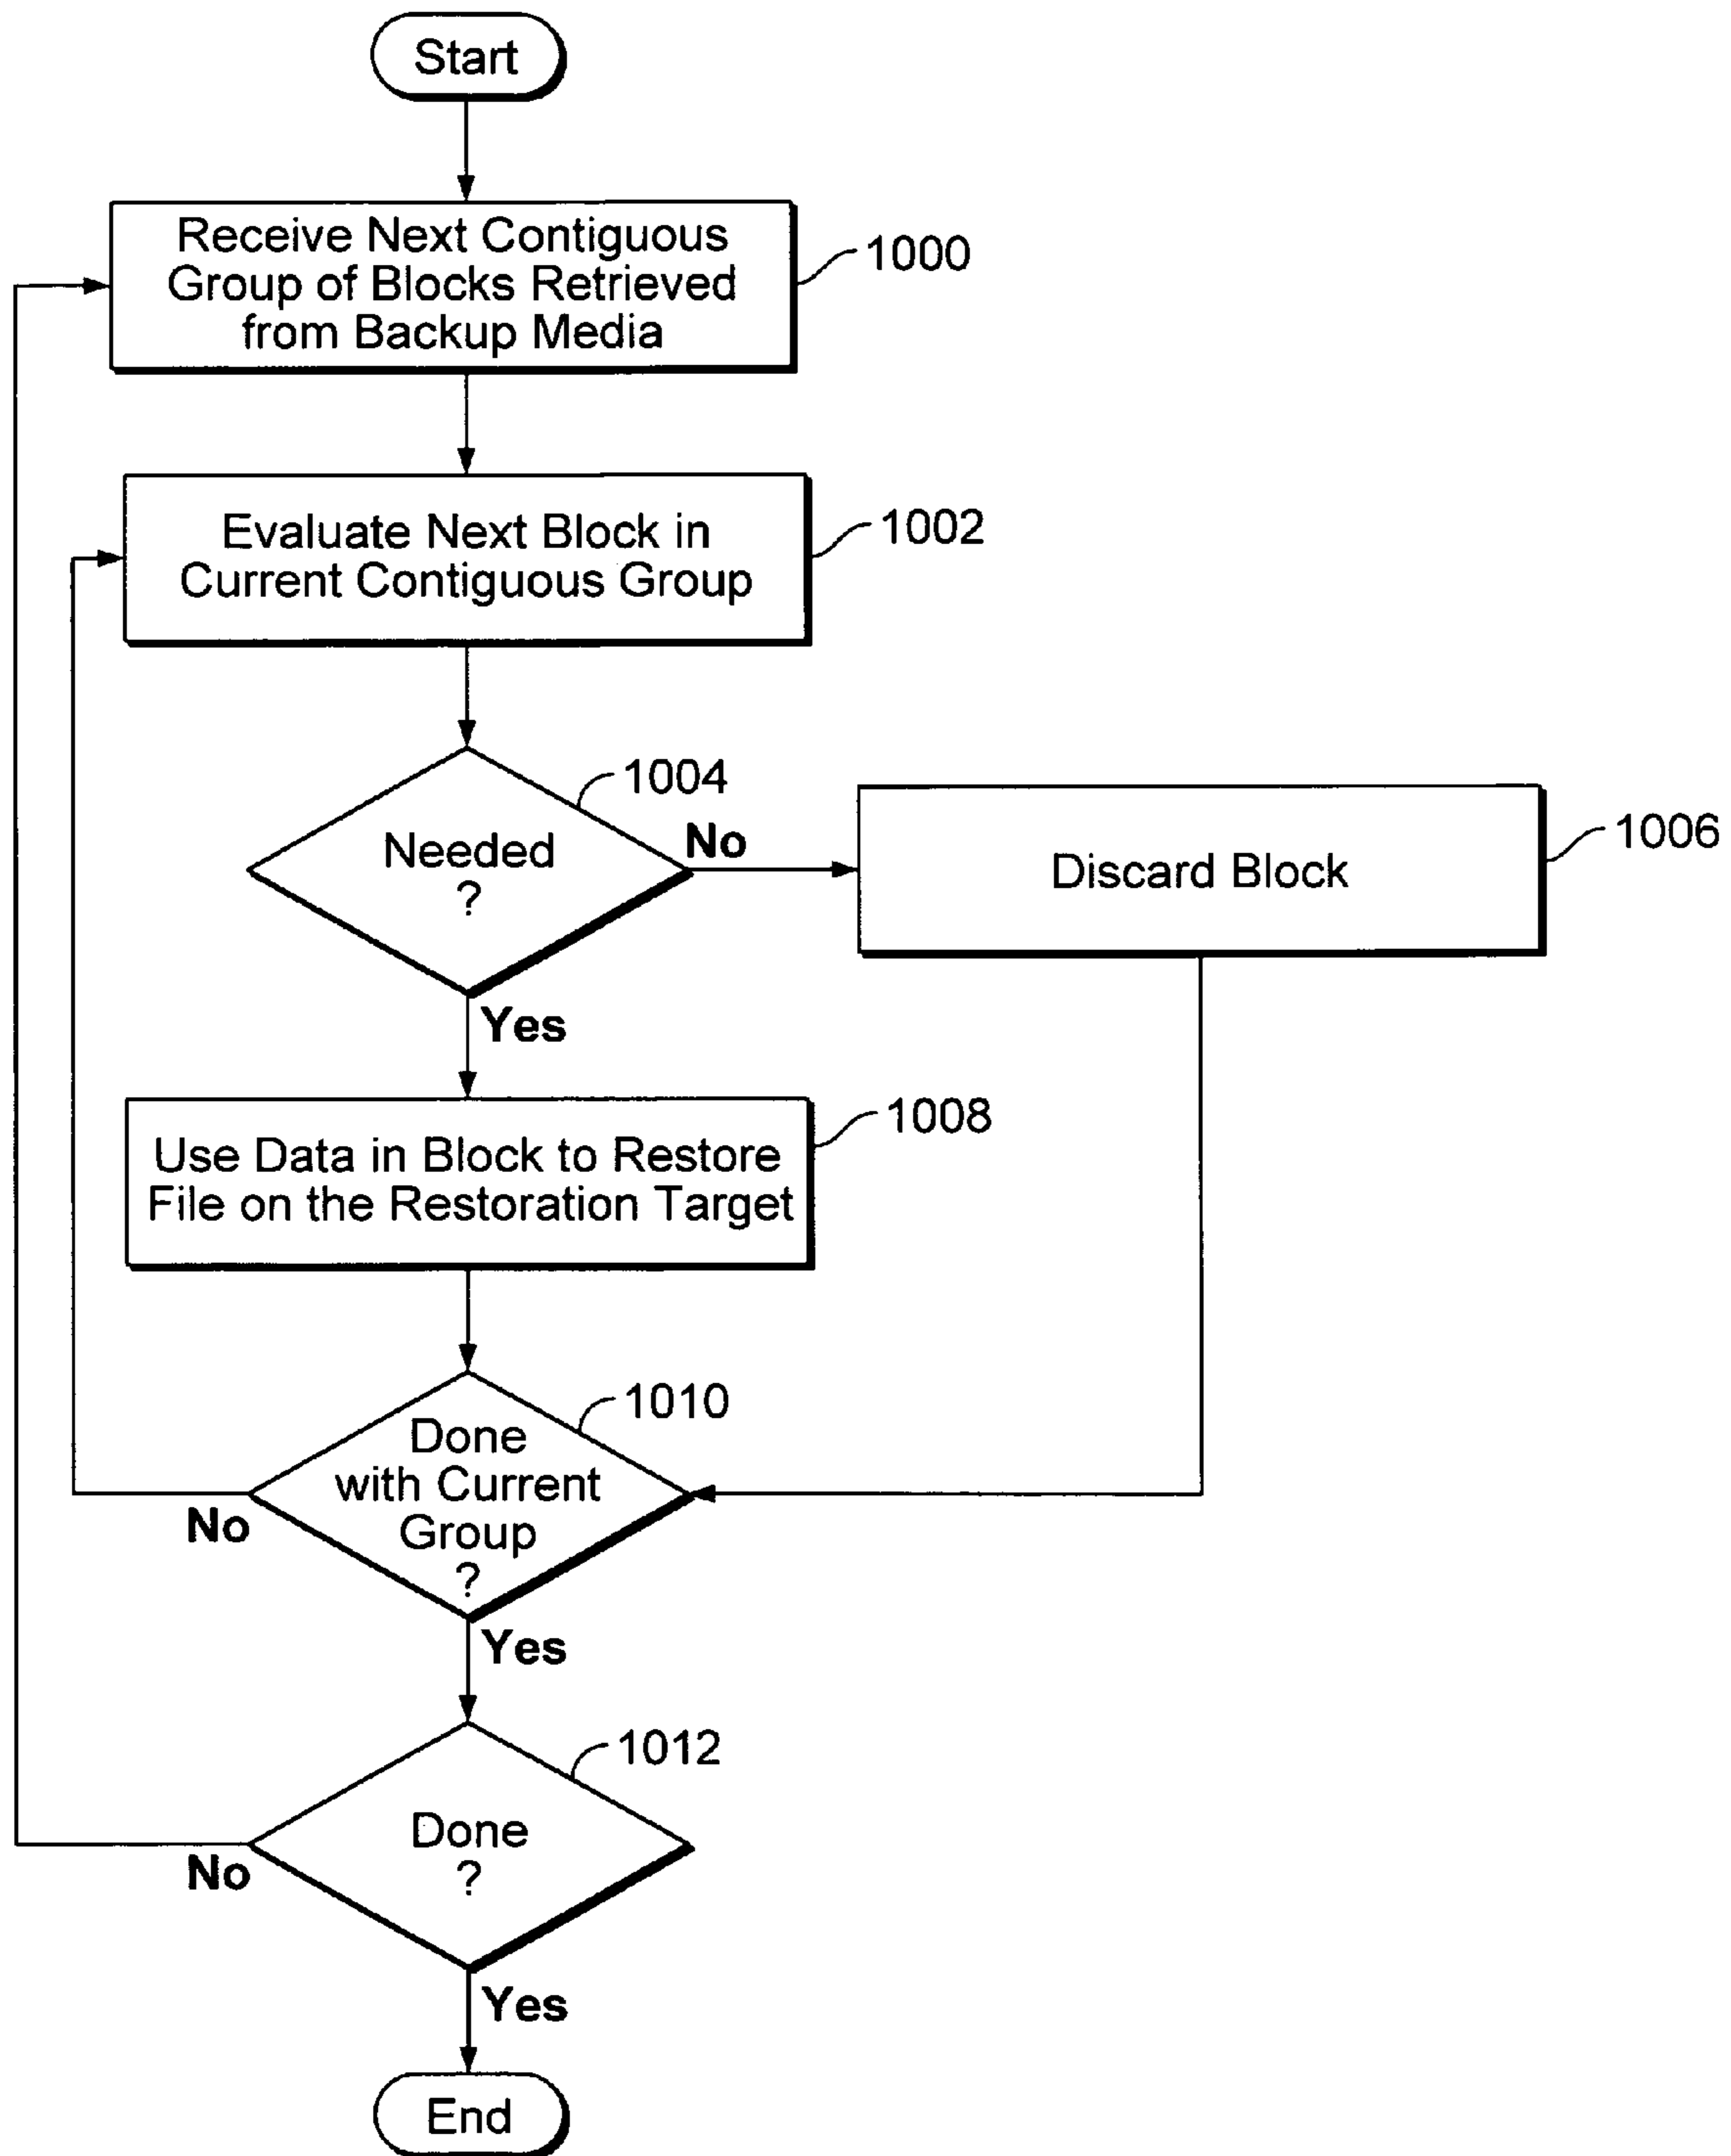 Start
Receive Next Contiguous
Group of Blocks Retrieved
from Backup Media
1000
Evaluate Next Block in
Current Contiguous Group
1002
1004
Needed
?
No
Discard Block
1006
Yes
Use Data in Block to Restore
File on the Restoration Target
1008
1010
Done
with Current
Group
?
No
Yes
1012
Done
?
No
Yes
End